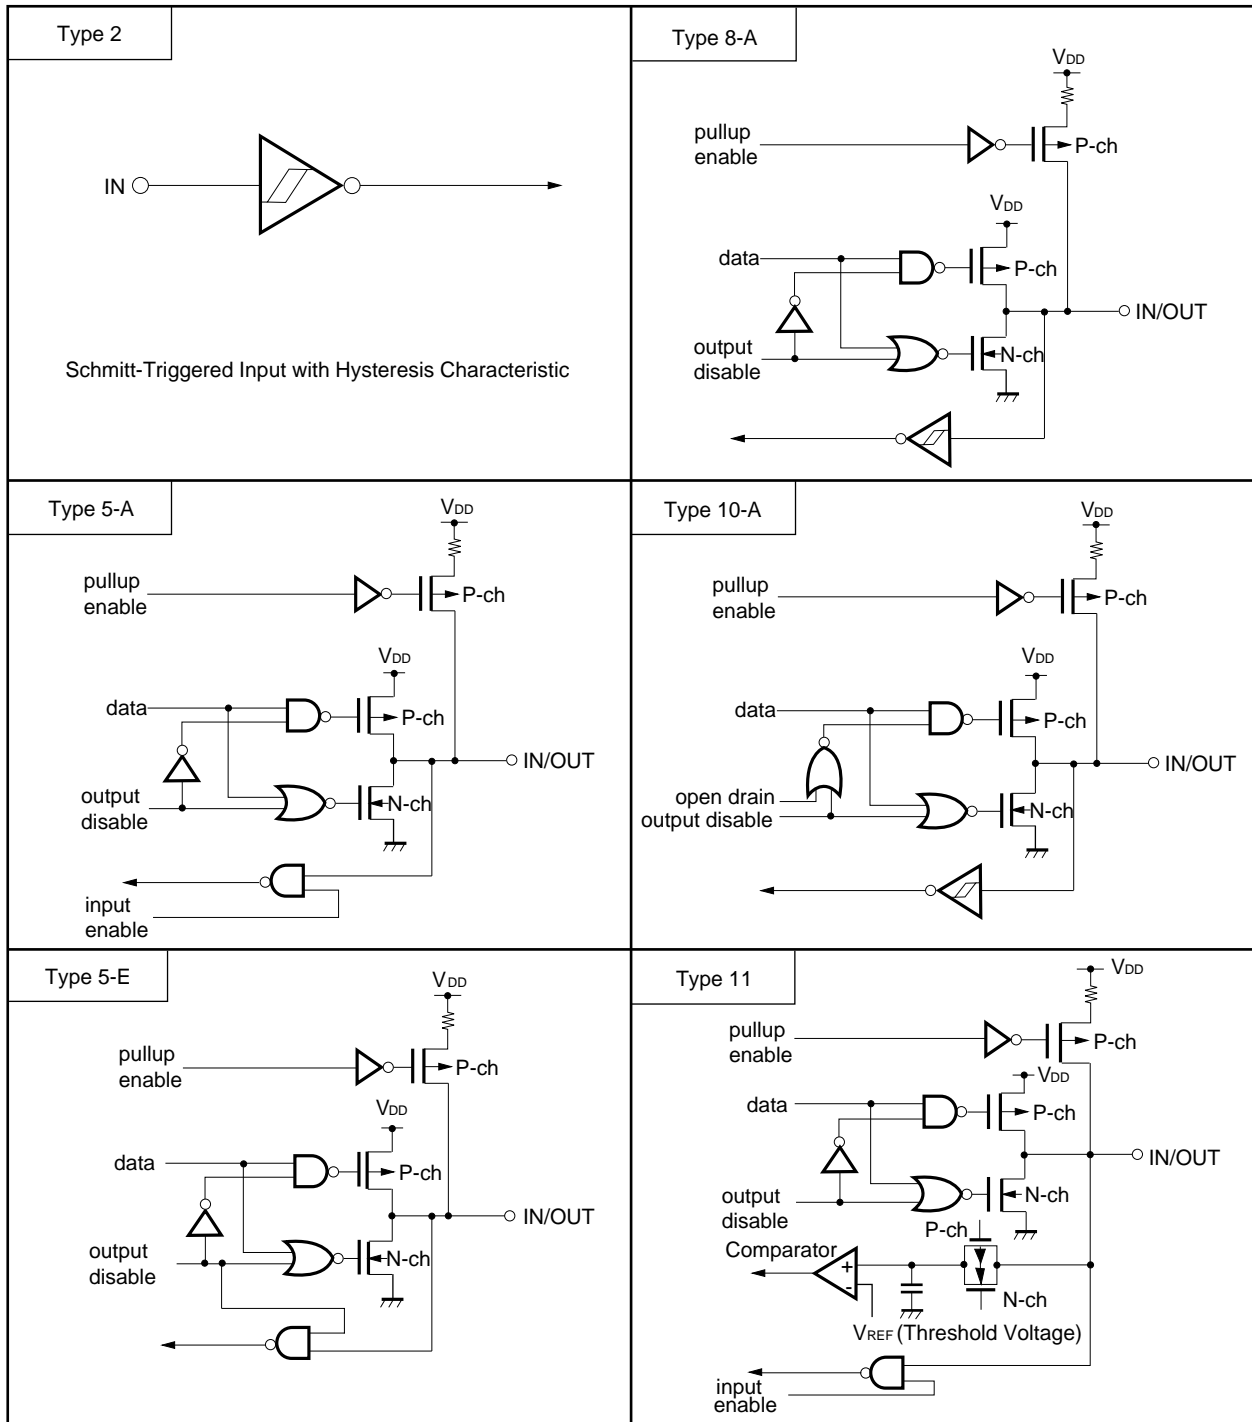 Type 2
IN
Schmitt-Triggered Input with Hysteresis Characteristic
Type 8-A
VDD
pullup
enable
P-ch
VDD
data
P-ch
IN/OUT
output
disable
N-ch
Type 5-A
VDD
pullup
enable
P-ch
VDD
data
P-ch
IN/OUT
output
disable
N-ch
input
enable
Type 10-A
VDD
pullup
enable
P-ch
VDD
data
P-ch
IN/OUT
open drain
output disable
N-ch
Type 5-E
VDD
pullup
enable
P-ch
VDD
data
P-ch
IN/OUT
output
disable
N-ch
Type 11
VDD
pullup
enable
P-ch
VDD
data
P-ch
IN/OUT
output
disable
N-ch
P-ch
Comparator
+
-
N-ch
VREF (Threshold Voltage)
input
enable